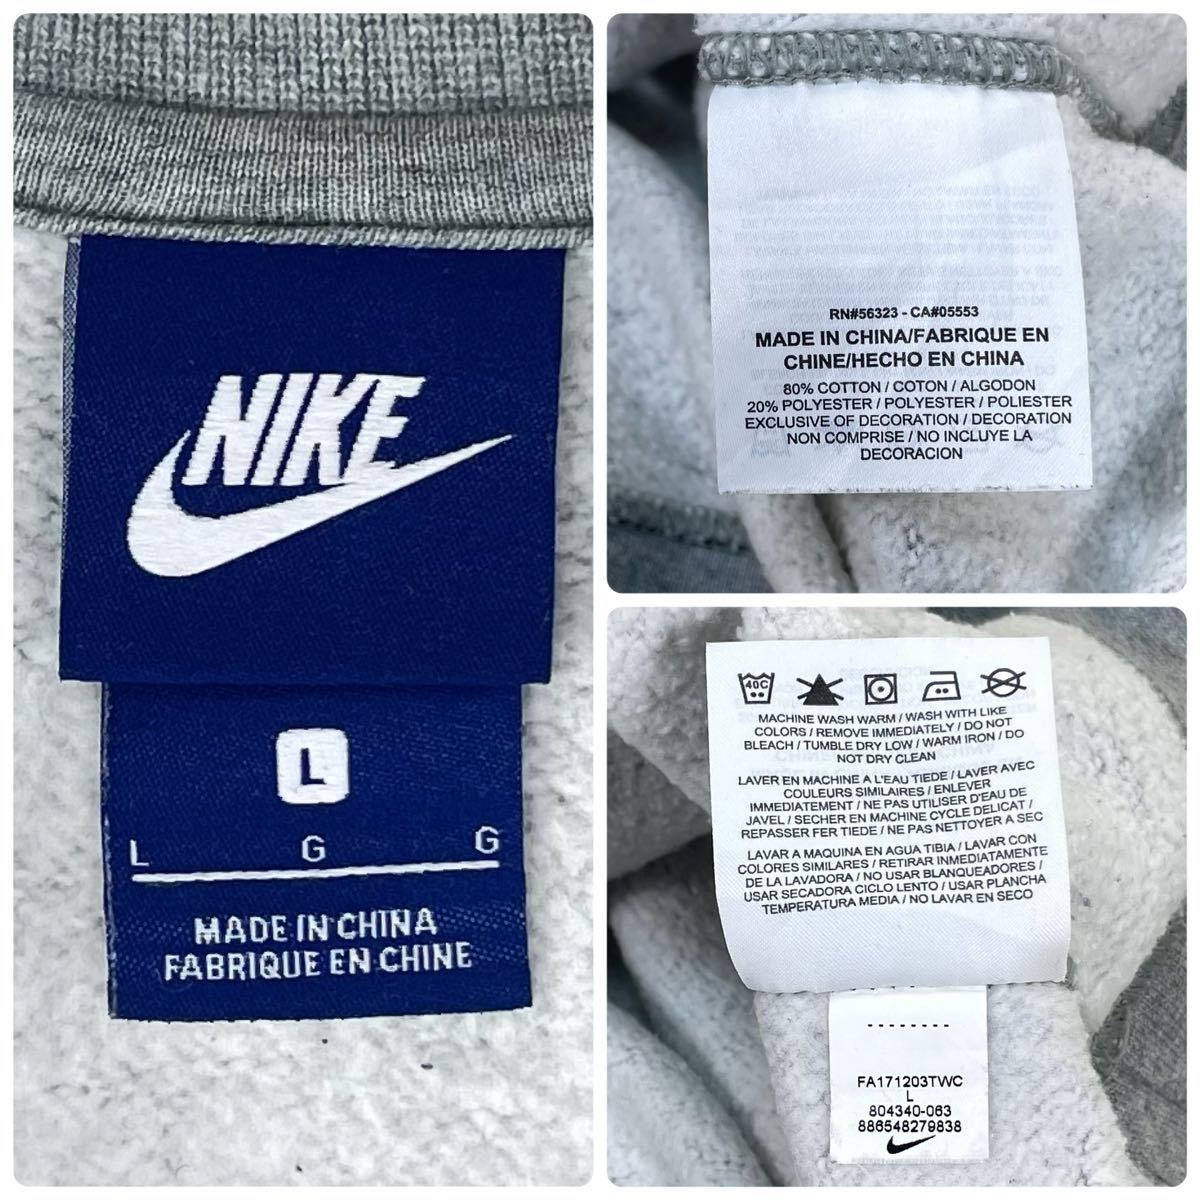 NIKE
L
L G G
MADE IN CHINA
FABRIQUE EN CHINE
RN#56323 - CA#05553
MADE IN CHINA/FABRIQUE EN
CHINE/HECHO EN CHINA
80% COTTON / COTON / ALGODON
20% POLYESTER / POLYESTER / POLIESTER
EXCLUSIVE OF DECORATION / DECORATION
NON COMPRISE / NO INCLUYE LA
DECORACION
40C
MACHINE WASH WARM / WASH WITH LIKE
COLORS / REMOVE IMMEDIATELY / DO NOT
BLEACH / TUMBLE DRY LOW / WARM IRON / DO
NOT DRY CLEAN
LAVER EN MACHINE A L'EAU TIEDE / LAVER AVEC
COULEURS SIMILAIRES / ENLEVER
IMMEDIATEMENT / NE PAS UTILISER D'EAU DE
JAVEL / SECHER EN MACHINE CYCLE DELICAT /
REPASSER FER TIEDE / NE PAS NETTOYER A SEC
LAVAR A MAQUINA EN AGUA TIBIA / LAVAR CON
COLORES SIMILARES / RETIRAR INMEDIATAMENTE
DE LA LAVADORA / NO USAR BLANQUEADORES /
USAR SECADORA CICLO LENTO / USAR PLANCHA
TEMPERATURA MEDIA / NO LAVAR EN SECO
--------
FA171203TWC
L
804340-063
886548279838